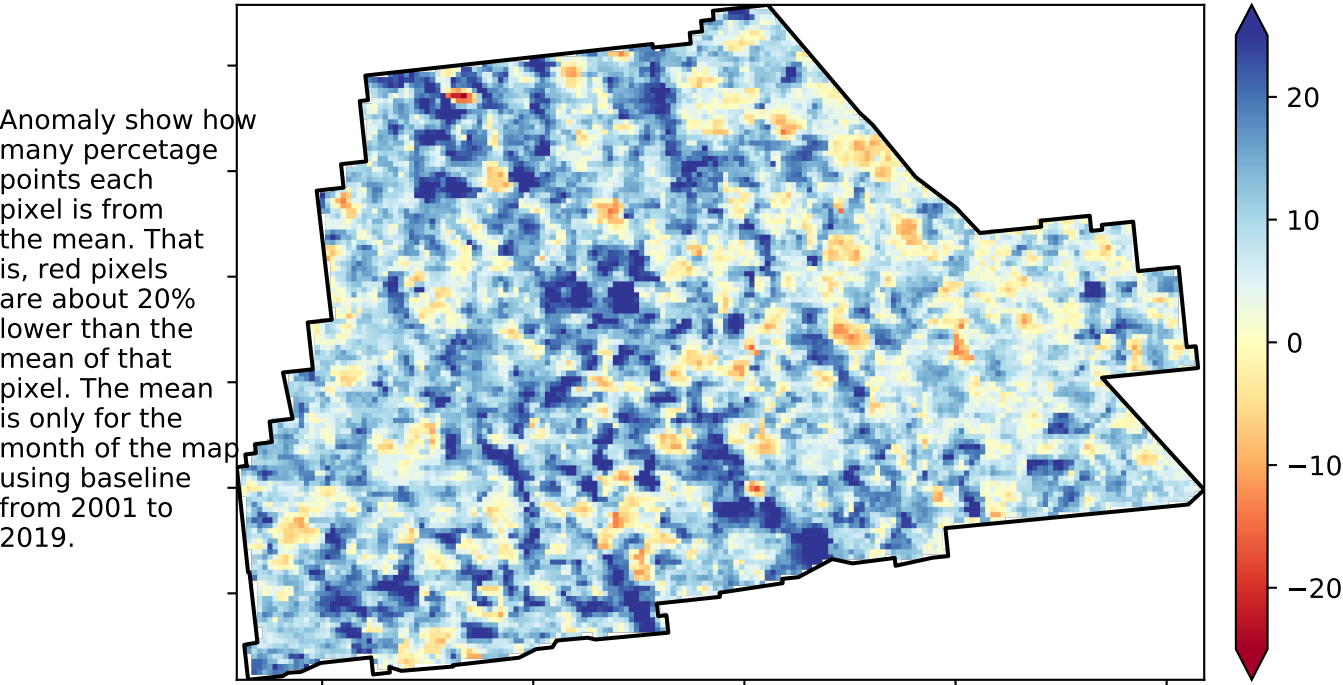 Anomaly show how
many percetage
points each
pixel is from
the mean. That
is, red pixels
are about 20%
lower than the
mean of that
pixel. The mean
is only for the
month of the map
using baseline
from 2001 to
2019.
20
10
0
−10
−20